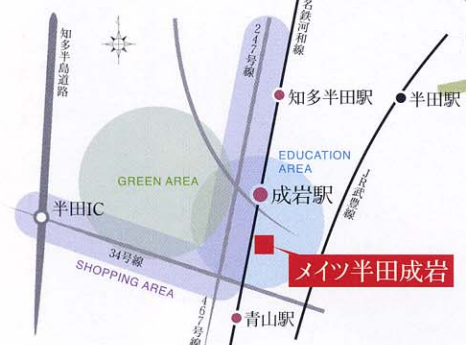 名鉄河和線
知多半島道路
247号線
知多半田駅
半田駅
EDUCATION
AREA
GREEN AREA
成岩駅
JR武豊線
半田IC
34号線
SHOPPING AREA
メイツ半田成岩
467号線
青山駅